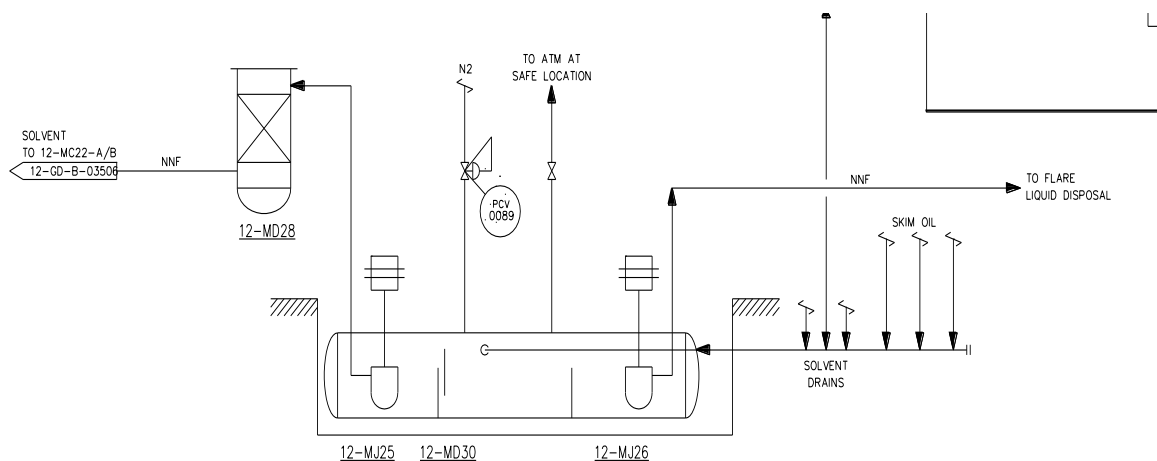 TO ATM AT
SAFE LOCATION
N2
SOLVENT
TO 12-MC22-A/B
12-GD-B-03506
NNF
PCV
0089
NNF
TO FLARE
LIQUID DISPOSAL
12-MD28
SKIM OIL
SOLVENT
DRAINS
12-MJ25
12-MD30
12-MJ26